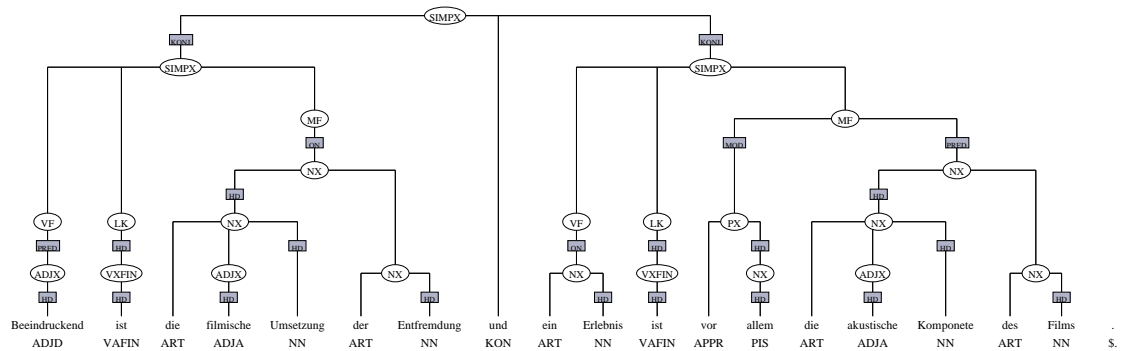 SIMPX
KONJ KONJ
SIMPX SIMPX
MF MF
ON MOD PRED
NX NX
HD HD
VF LK NX VF LK PX NX
PRED HD HD ON HD HD HD
ADJX VXFIN ADJX NX NX VXFIN NX ADJX NX
HD HD HD HD HD HD HD HD HD
Beeindruckend ist die filmische Umsetzung der Entfremdung und ein Erlebnis ist vor allem die akustische Komponete des Films .
ADJD VAFIN ART ADJA NN ART NN KON ART NN VAFIN APPR PIS ART ADJA NN ART NN $.